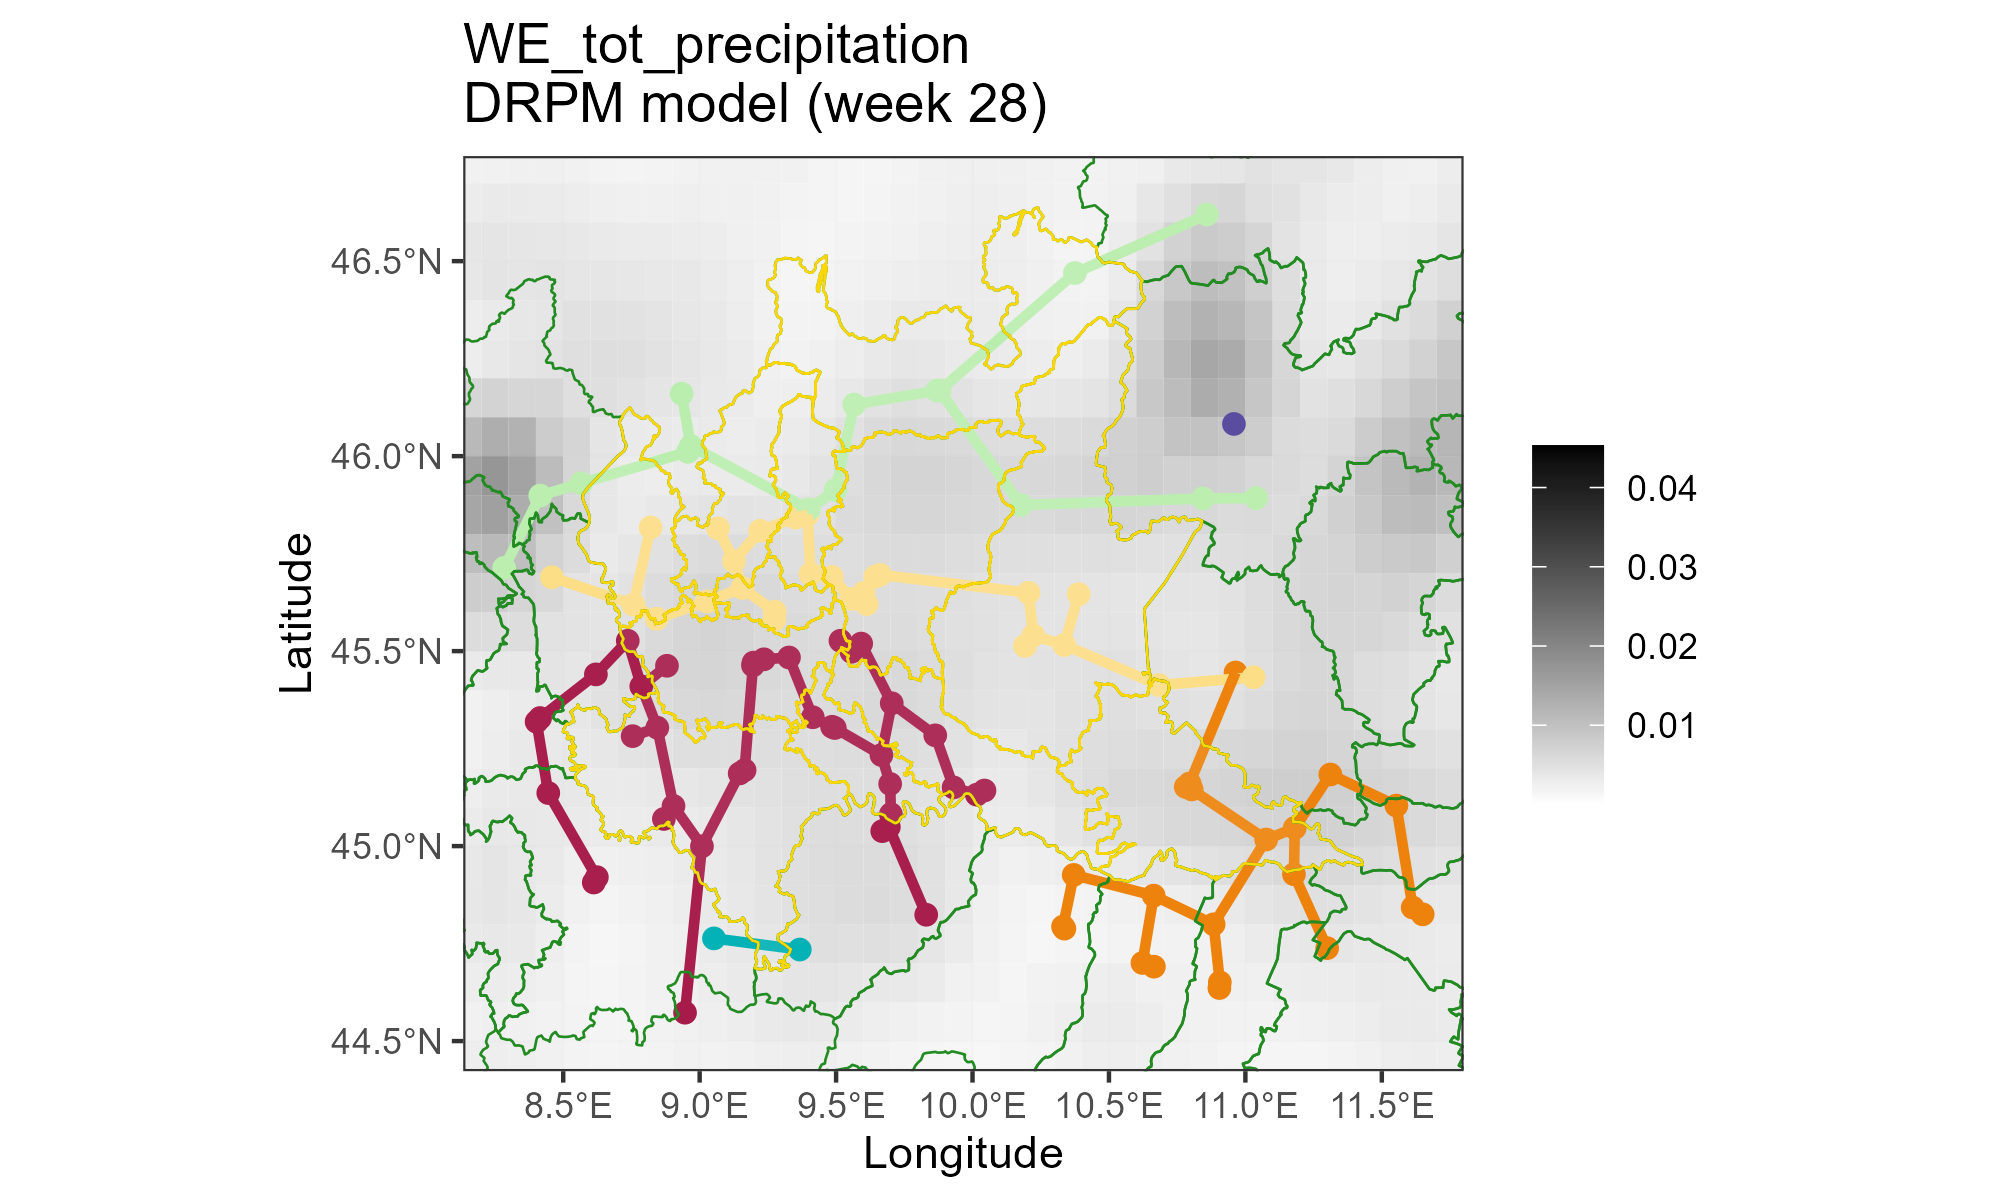 WE_tot_precipitation
DRPM model (week 28)
46.5°N
46.0°N
45.5°N
45.0°N
44.5°N
Latitude
8.5°E
9.0°E
9.5°E
10.0°E
10.5°E
11.0°E
11.5°E
Longitude
0.04
0.03
0.02
0.01